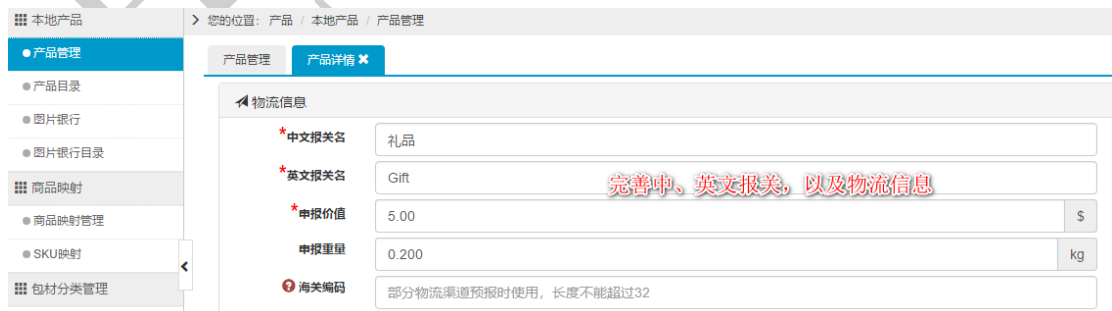 本地产品
您的位置： 产品 / 本地产品 / 产品管理
产品管理
产品管理
产品详情
产品目录
物流信息
图片银行
*中文报关名 礼品
图片银行目录
*英文报关名 Gift
完善中、英文报关，以及物流信息
商品映射
*申报价值 5.00 $
商品映射管理
申报重量 0.200 kg
SKU映射
海关编码 部分物流渠道预报时使用，长度不能超过32
包材分类管理